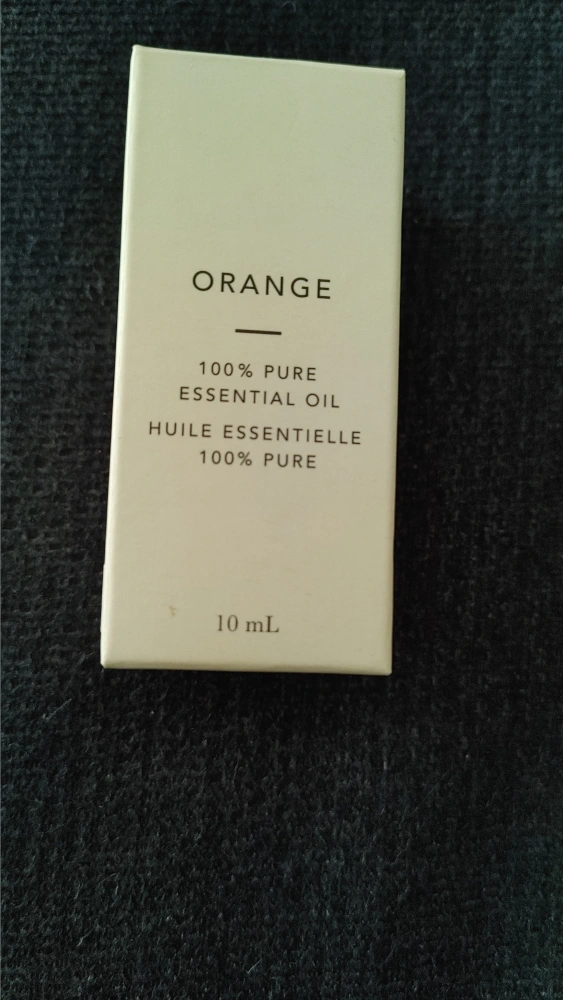 ORANGE
100% PURE
ESSENTIAL OIL
HUILE ESSENTIELLE
100% PURE
10 mL